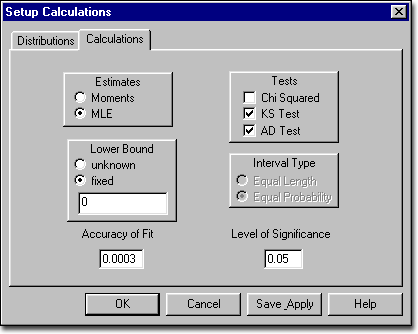 Setup Calculations
Distributions
Calculations
Estimates
Moments
MLE
Tests
Chi Squared
KS Test
AD Test
Lower Bound
unknown
fixed
0
Interval Type
Equal Length
Equal Probability
Accuracy of Fit
0.0003
Level of Significance
0.05
OK
Cancel
Save_Apply
Help